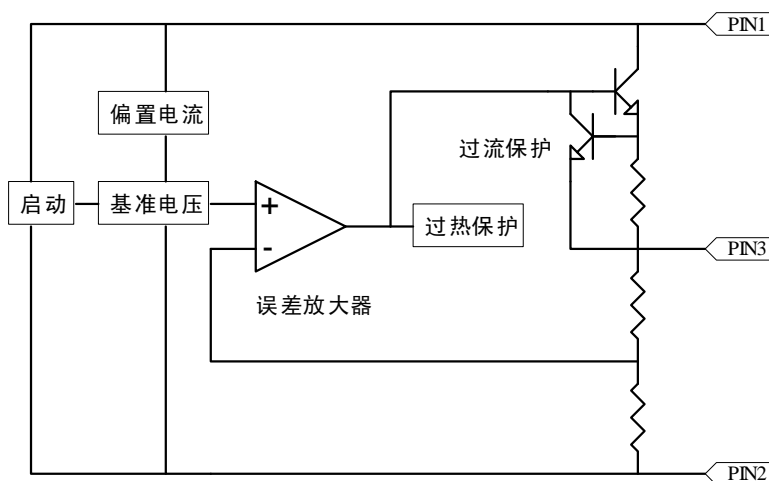 PIN1
偏置电流
过流保护
启动
基准电压
+
过热保护
-
PIN3
误差放大器
PIN2